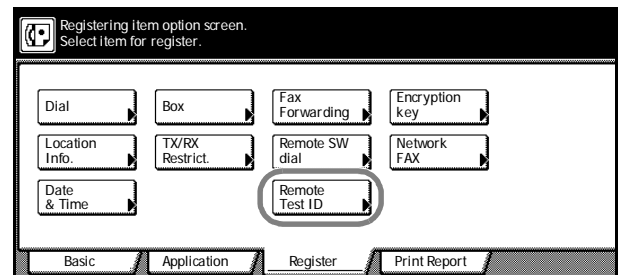 Registering item option screen.
Select item for register.
Dial
Box
Fax
Forwarding
Encryption
key
Location
Info.
TX/RX
Restrict.
Remote SW
dial
Network
FAX
Date
& Time
Remote
Test ID
Basic
Application
Register
Print Report